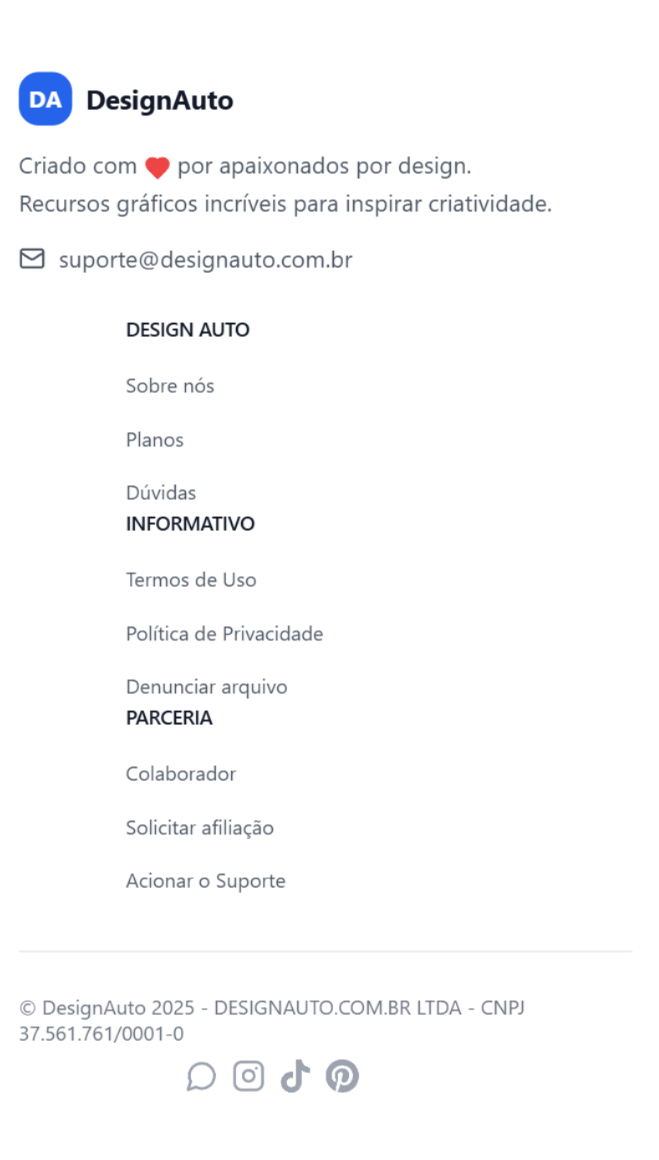 DA DesignAuto
Criado com ❤ por apaixonados por design.
Recursos gráficos incríveis para inspirar criatividade.
suporte@designauto.com.br
DESIGN AUTO
Sobre nós
Planos
Dúvidas
INFORMATIVO
Termos de Uso
Política de Privacidade
Denunciar arquivo
PARCERIA
Colaborador
Solicitar afiliação
Acionar o Suporte
© DesignAuto 2025 - DESIGNAUTO.COM.BR LTDA - CNPJ
37.561.761/0001-0